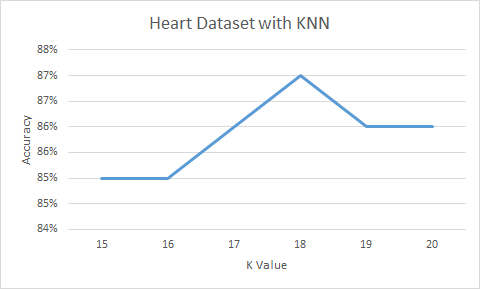 Heart Dataset with KNN
88%
87%
87%
86%
86%
85%
85%
84%
Accuracy
15 16 17 18 19 20
K Value